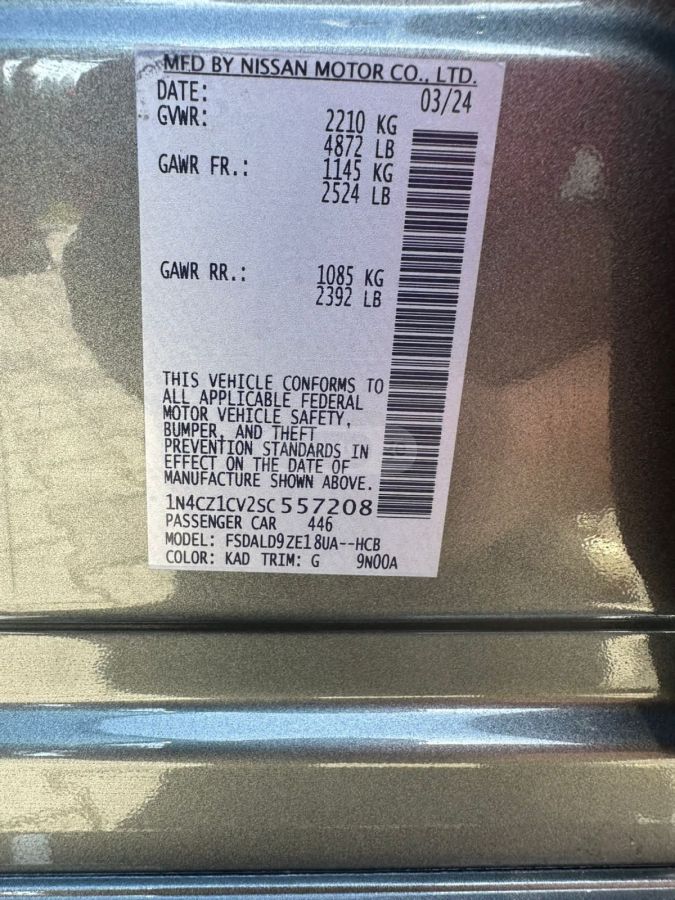 MFD BY NISSAN MOTOR CO., LTD.
DATE: 03/24
GVWR: 2210 KG
4872 LB
GAWR FR.: 1145 KG
2524 LB
GAWR RR.: 1085 KG
2392 LB
THIS VEHICLE CONFORMS TO
ALL APPLICABLE FEDERAL
MOTOR VEHICLE SAFETY,
BUMPER, AND THEFT
PREVENTION STANDARDS IN
EFFECT ON THE DATE OF
MANUFACTURE SHOWN ABOVE.
1N4CZ1CV2SC557208
PASSENGER CAR 446
MODEL: FSDALD9ZE18UA--HCB
COLOR: KAD TRIM: G 9N00A